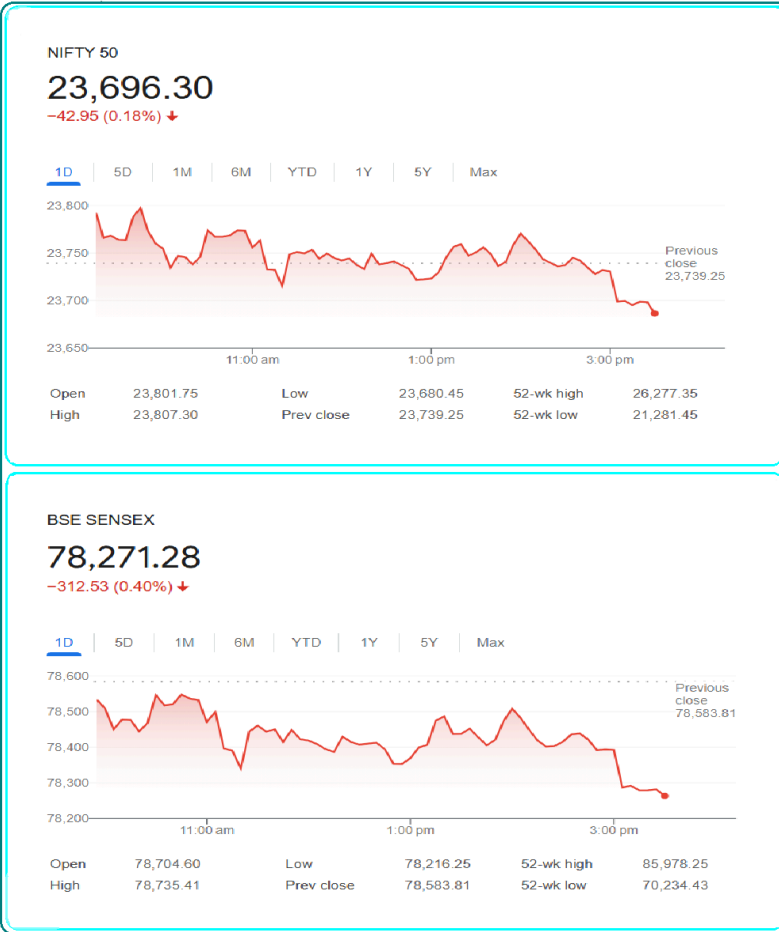 NIFTY 50
23,696.30
−42.95 (0.18%) ↓
1D 5D 1M 6M YTD 1Y 5Y Max
23,800
23,750
Previous
close
23,739.25
23,700
23,650
11:00 am 1:00 pm 3:00 pm
Open 23,801.75 Low 23,680.45 52-wk high 26,277.35
High 23,807.30 Prev close 23,739.25 52-wk low 21,281.45
BSE SENSEX
78,271.28
−312.53 (0.40%) ↓
1D 5D 1M 6M YTD 1Y 5Y Max
78,600
Previous
close
78,583.81
78,500
78,400
78,300
78,200
11:00 am 1:00 pm 3:00 pm
Open 78,704.60 Low 78,216.25 52-wk high 85,978.25
High 78,735.41 Prev close 78,583.81 52-wk low 70,234.43